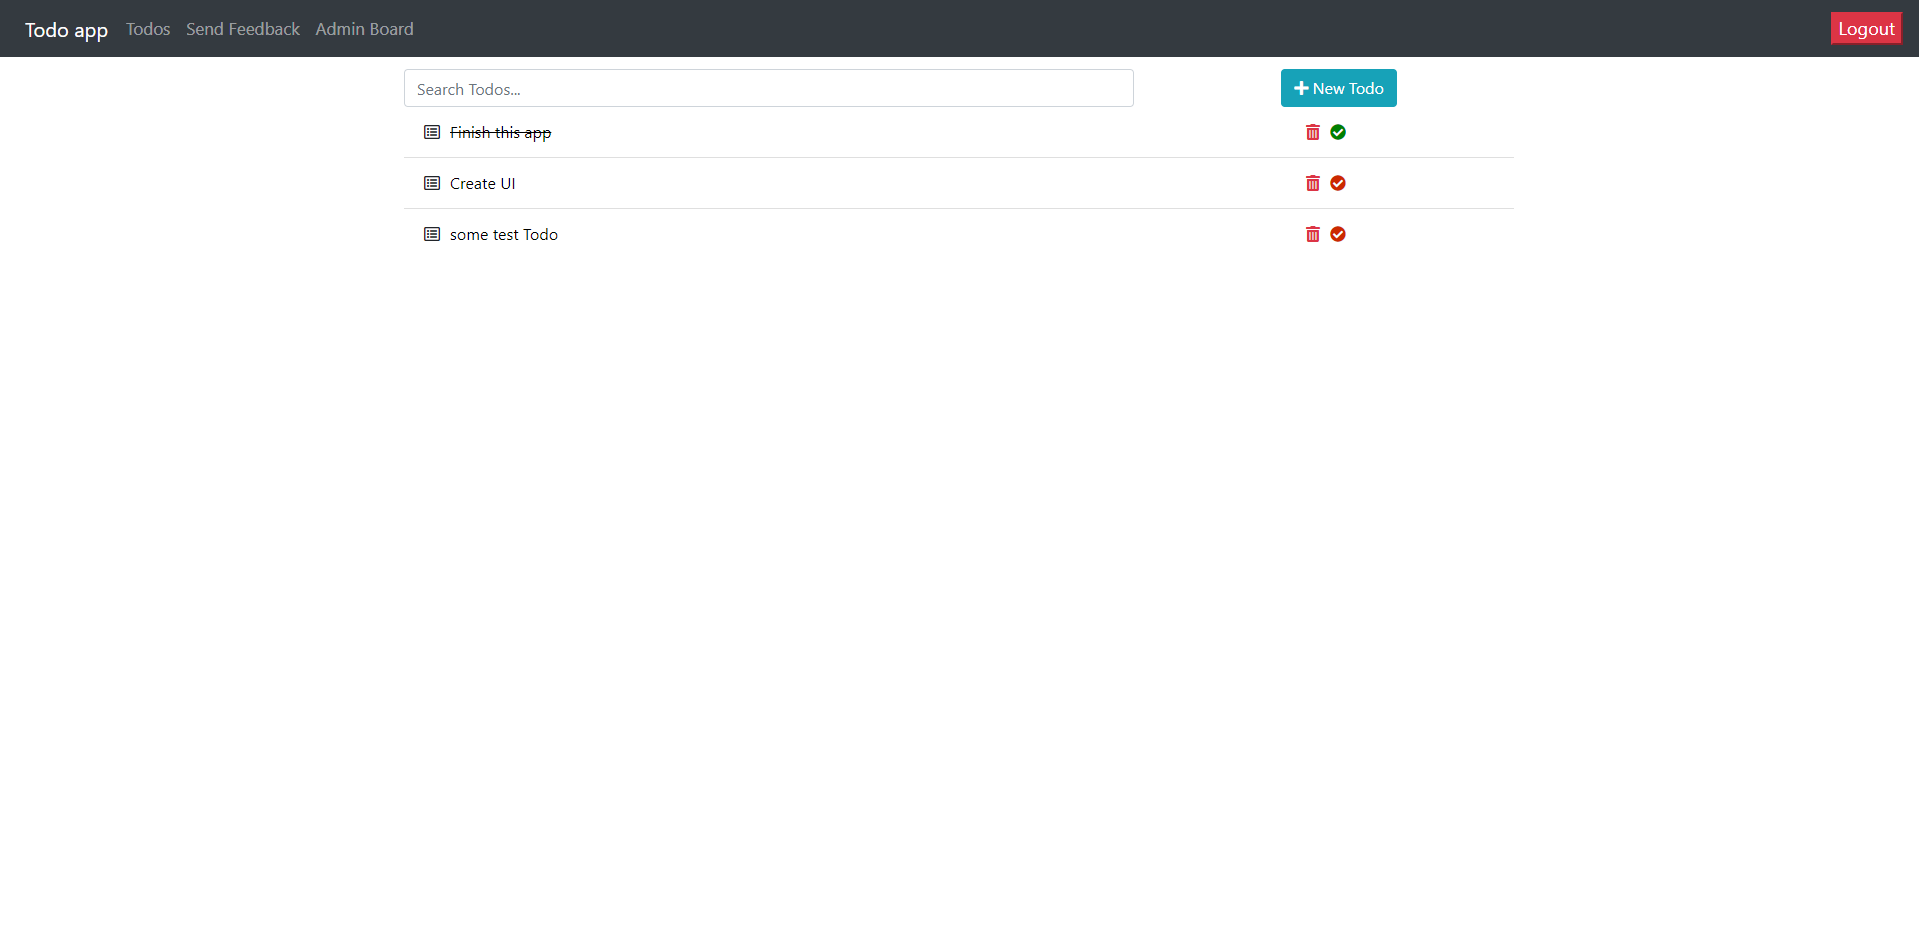 Todo app Todos Send Feedback Admin Board Logout
Search Todos... New Todo
Finish this app
Create UI
some test Todo